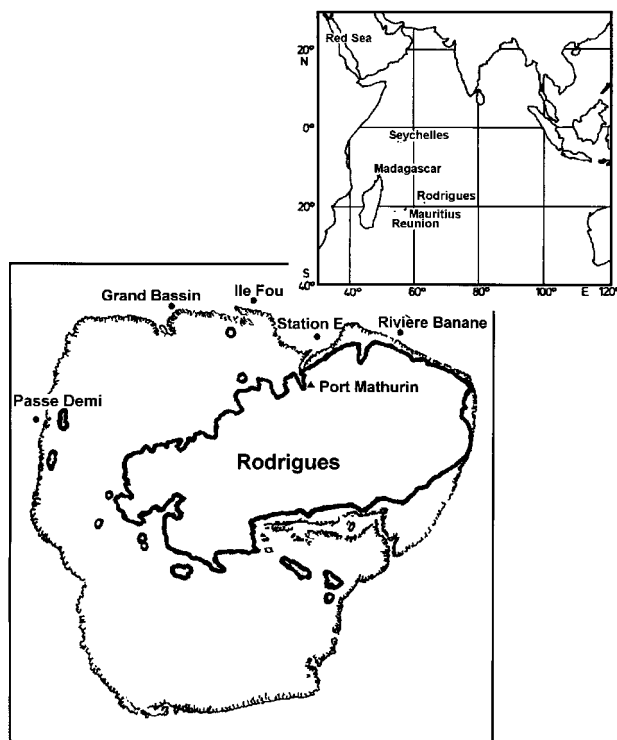 Red Sea
20°
N
0°
Seychelles
Madagascar
Rodrigues
20°
Mauritius
Reunion
S
40°
40° 60° 80° 100° E 120°
Ile Fou
Grand Bassin
Station E
Rivière Banane
Port Mathurin
Passe Demi
Rodrigues